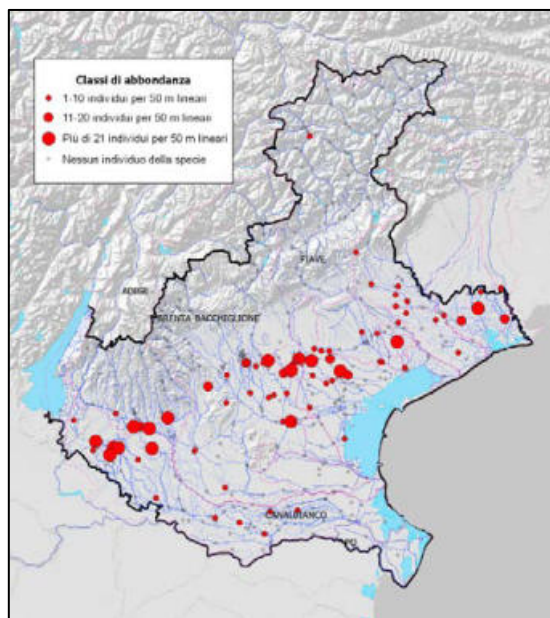 Classi di abbondanza
1-10 individui per 50 m lineari
11-20 individui per 50 m lineari
Più di 21 individui per 50 m lineari
Nessun individuo della specie
PIAVE
ADIGE
BRENTA BACCHIGLIONE
CANALBIANCO
PO